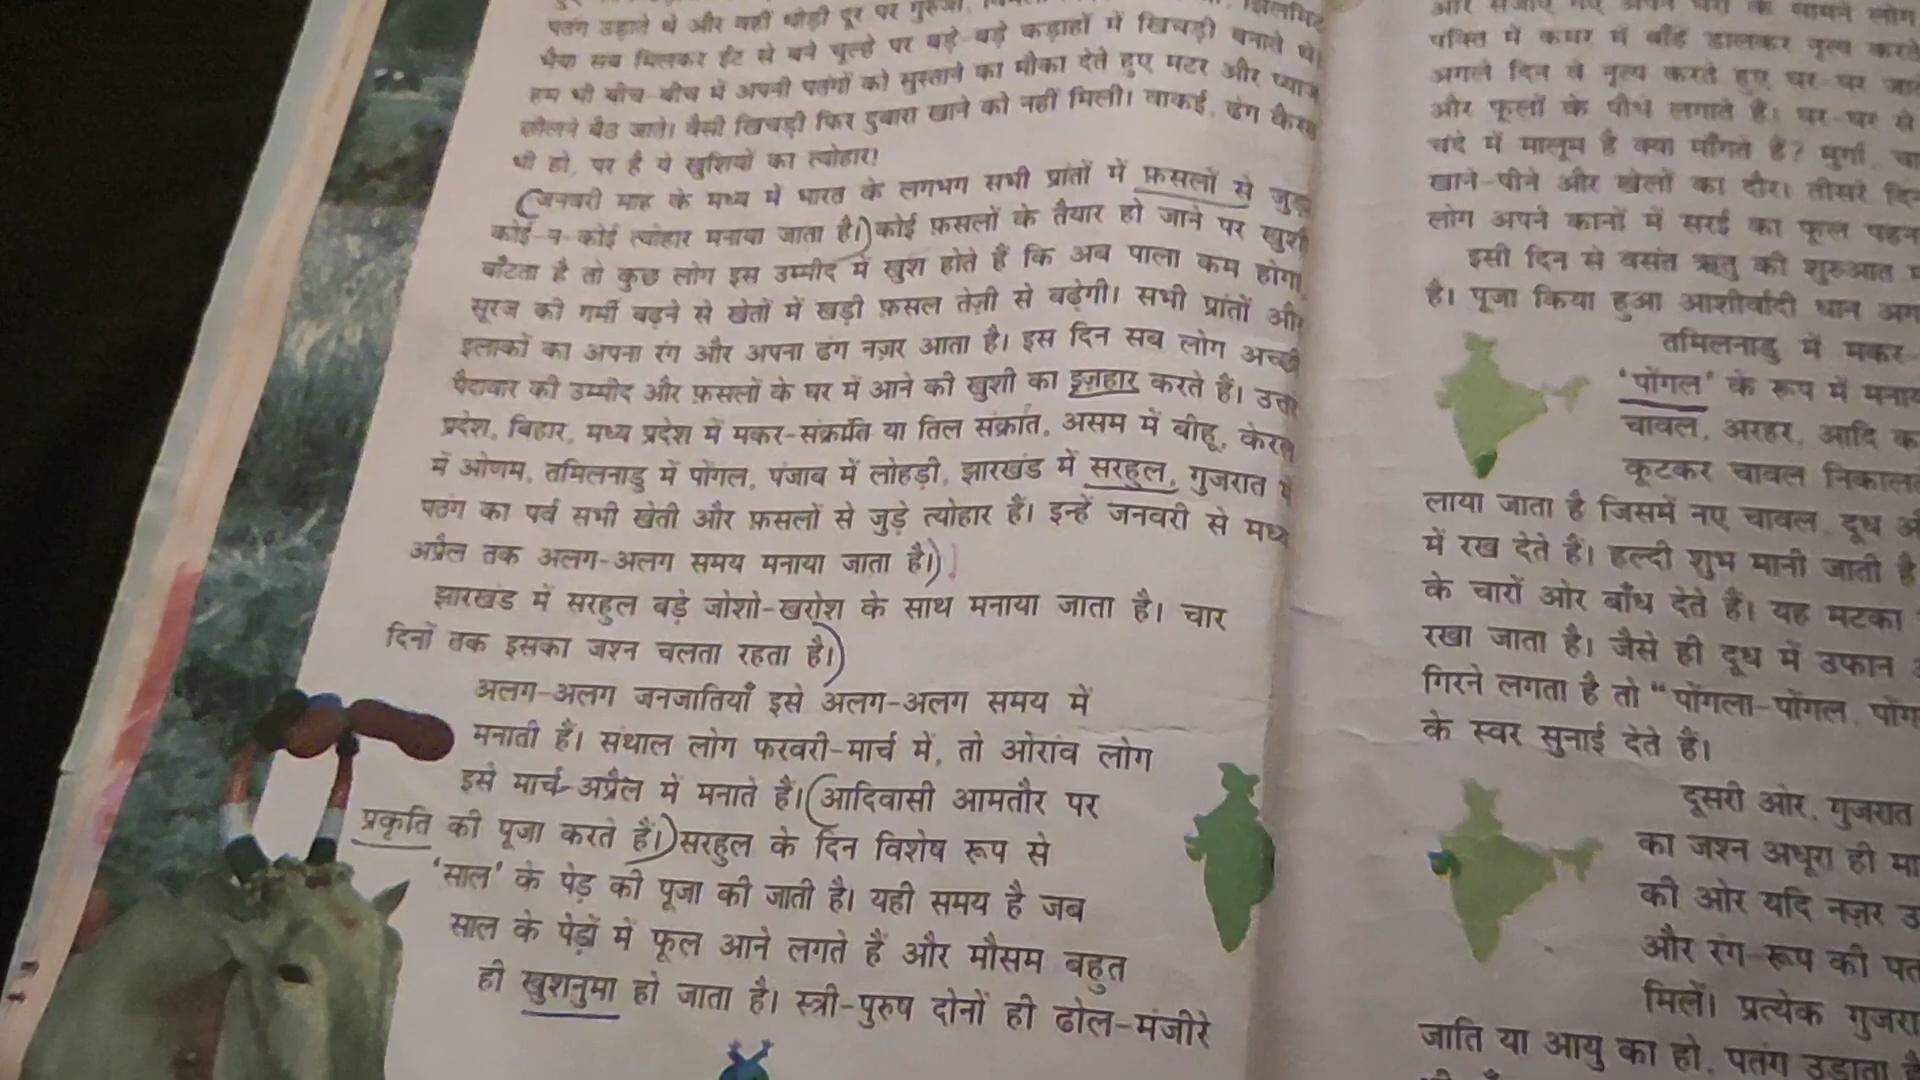 पतंग उड़ाते थे और वहीं थोड़ी दूर पर गुरुजी,
भैया सब मिलकर ईंट से बने चूल्हे पर बड़े-बड़े कड़ाहों में खिचड़ी बनाते थे।
हम भी बीच-बीच में अपनी पतंगों को सुस्ताने का मौका देते हुए मटर और प्याज
छीलने बैठ जाते। वैसी खिचड़ी फिर दुबारा खाने को नहीं मिली। वाकई, ढंग कैसा
भी हो, पर है ये खुशियों का त्योहार!
जनवरी माह के मध्य में भारत के लगभग सभी प्रांतों में फ़सलों से जुड़ा
कोई-न-कोई त्योहार मनाया जाता है। कोई फ़सलों के तैयार हो जाने पर खुशी
बाँटता है तो कुछ लोग इस उम्मीद में खुश होते हैं कि अब पाला कम होगा,
सूरज की गर्मी बढ़ने से खेतों में खड़ी फ़सल तेज़ी से बढ़ेगी। सभी प्रांतों और
इलाकों का अपना रंग और अपना ढंग नज़र आता है। इस दिन सब लोग अच्छी
पैदावार की उम्मीद और फ़सलों के घर में आने की खुशी का इज़हार करते हैं। उत्तर
प्रदेश, बिहार, मध्य प्रदेश में मकर-संक्रांति या तिल संक्रांत, असम में बीहू, केरल
में ओणम, तमिलनाडु में पोंगल, पंजाब में लोहड़ी, झारखंड में सरहुल, गुजरात में
पतंग का पर्व सभी खेती और फ़सलों से जुड़े त्योहार हैं। इन्हें जनवरी से मध्य
अप्रैल तक अलग-अलग समय मनाया जाता है।
झारखंड में सरहुल बड़े जोशो-खरोश के साथ मनाया जाता है। चार
दिनों तक इसका जश्न चलता रहता है।
अलग-अलग जनजातियाँ इसे अलग-अलग समय में
मनाती हैं। संथाल लोग फरवरी-मार्च में, तो ओरांव लोग
इसे मार्च-अप्रैल में मनाते हैं। आदिवासी आमतौर पर
प्रकृति की पूजा करते हैं। सरहुल के दिन विशेष रूप से
'साल' के पेड़ की पूजा की जाती है। यही समय है जब
साल के पेड़ों में फूल आने लगते हैं और मौसम बहुत
ही खुशनुमा हो जाता है। स्त्री-पुरुष दोनों ही ढोल-मंजीरे
पंक्ति में कमर में बाँहें डालकर नृत्य करते
अगले दिन वे नृत्य करते हुए घर-घर जाते
और फूलों के पौधे लगाते हैं। घर-घर से
चंदे में मालूम है क्या माँगते हैं? मुर्गा,
खाने-पीने और खेलों का दौर। तीसरे दिन
लोग अपने कानों में सरई का फूल पहन
इसी दिन से वसंत ऋतु की शुरुआत
है। पूजा किया हुआ आशीर्वादी धान
तमिलनाडु में मकर-
'पोंगल' के रूप में
चावल, अरहर, आदि
कूटकर चावल
लाया जाता है जिसमें नए चावल, दूध
में रख देते हैं। हल्दी शुभ मानी जाती है
के चारों ओर बाँध देते हैं। यह मटका
रखा जाता है। जैसे ही दूध में उफान
गिरने लगता है तो "पोंगला-पोंगल,
के स्वर सुनाई देते हैं।
दूसरी ओर, गुजरात
का जश्न अधूरा ही
की ओर यदि नज़र
और रंग-रूप की
मिलें। प्रत्येक
जाति या आयु का हो, पतंग उड़ाता है